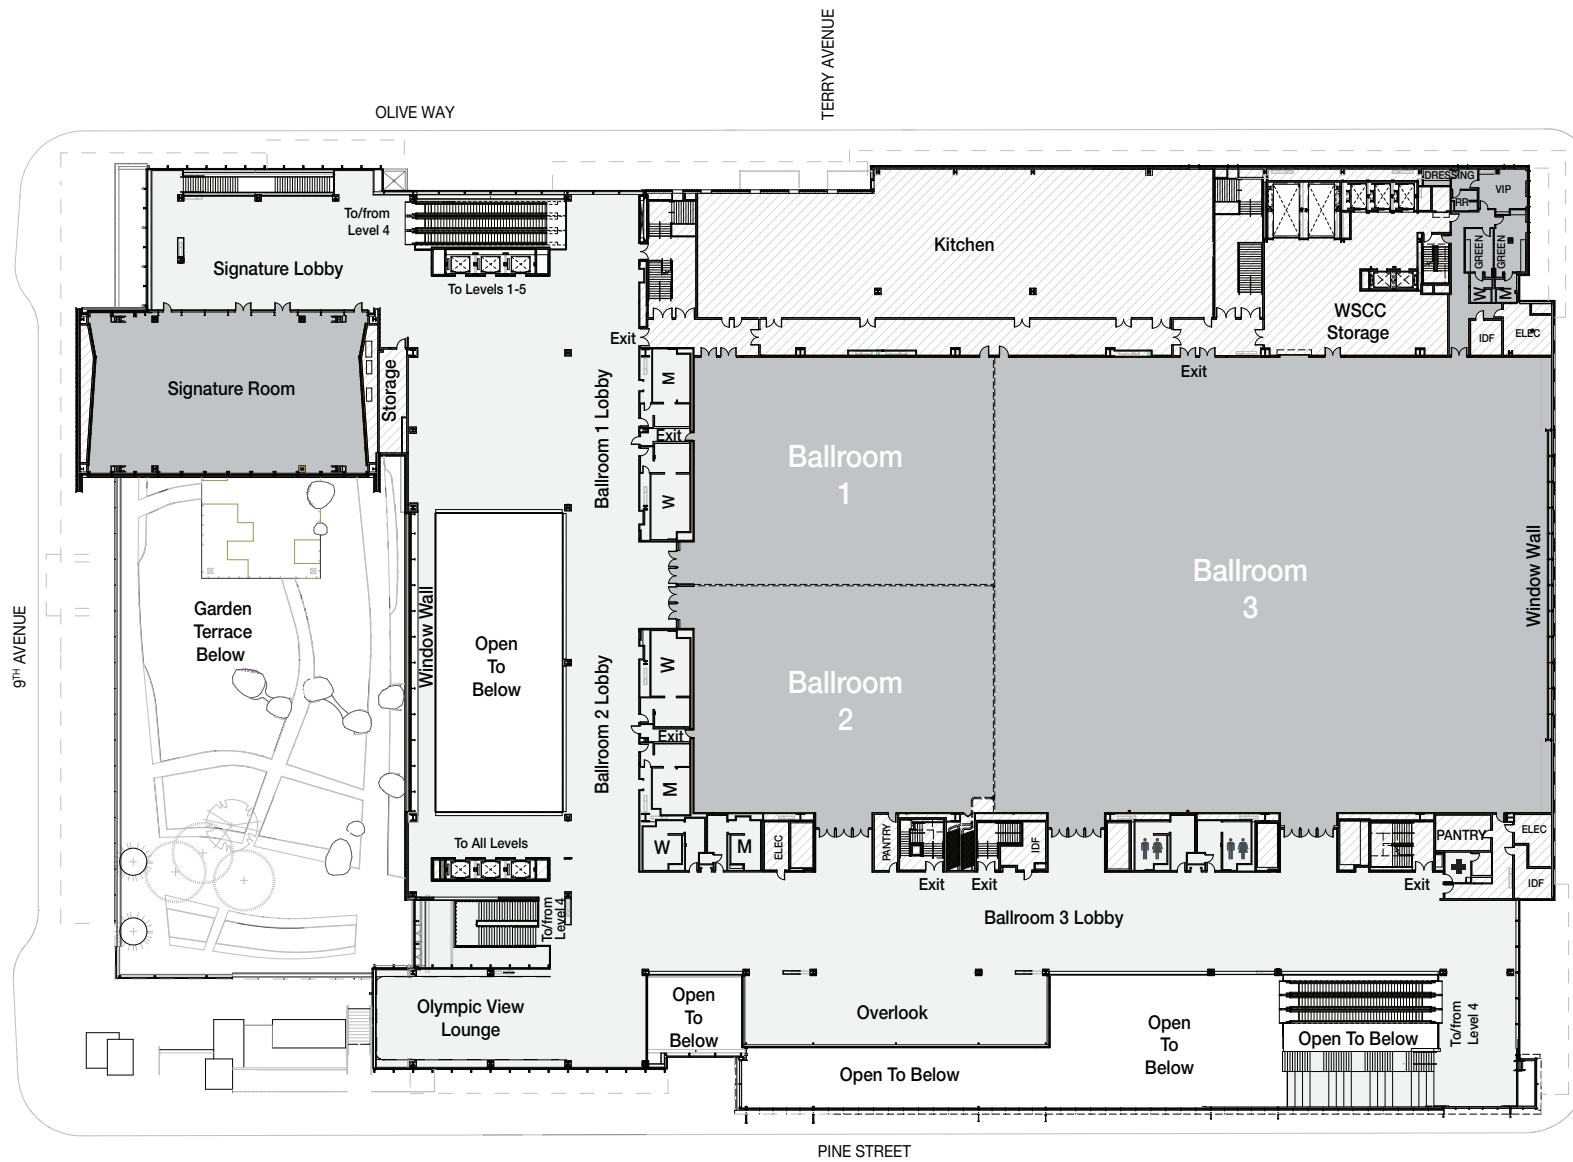 TERRY AVENUE
OLIVE WAY
DRESSING
VIP
RR
To/from
Level 4
Kitchen
Signature Lobby
GREEN
GREEN
To Levels 1-5
W
M
WSCC
Storage
Exit
IDF
ELEC
Exit
Signature Room
Storage
M
Ballroom 1 Lobby
Exit
Ballroom
1
W
Window Wall
Ballroom
3
Garden
Terrace
Below
Window Wall
9TH AVENUE
Open
To
Below
W
Ballroom 2 Lobby
Ballroom
2
Exit
M
To All Levels
W
M
ELEC
PANTRY
IDF
PANTRY
ELEC
Exit
Exit
Exit
IDF
To/from
Level 4
Ballroom 3 Lobby
Olympic View
Lounge
Open
To
Below
Overlook
Open
To
Below
Open To Below
To/from
Level 4
Open To Below
PINE STREET